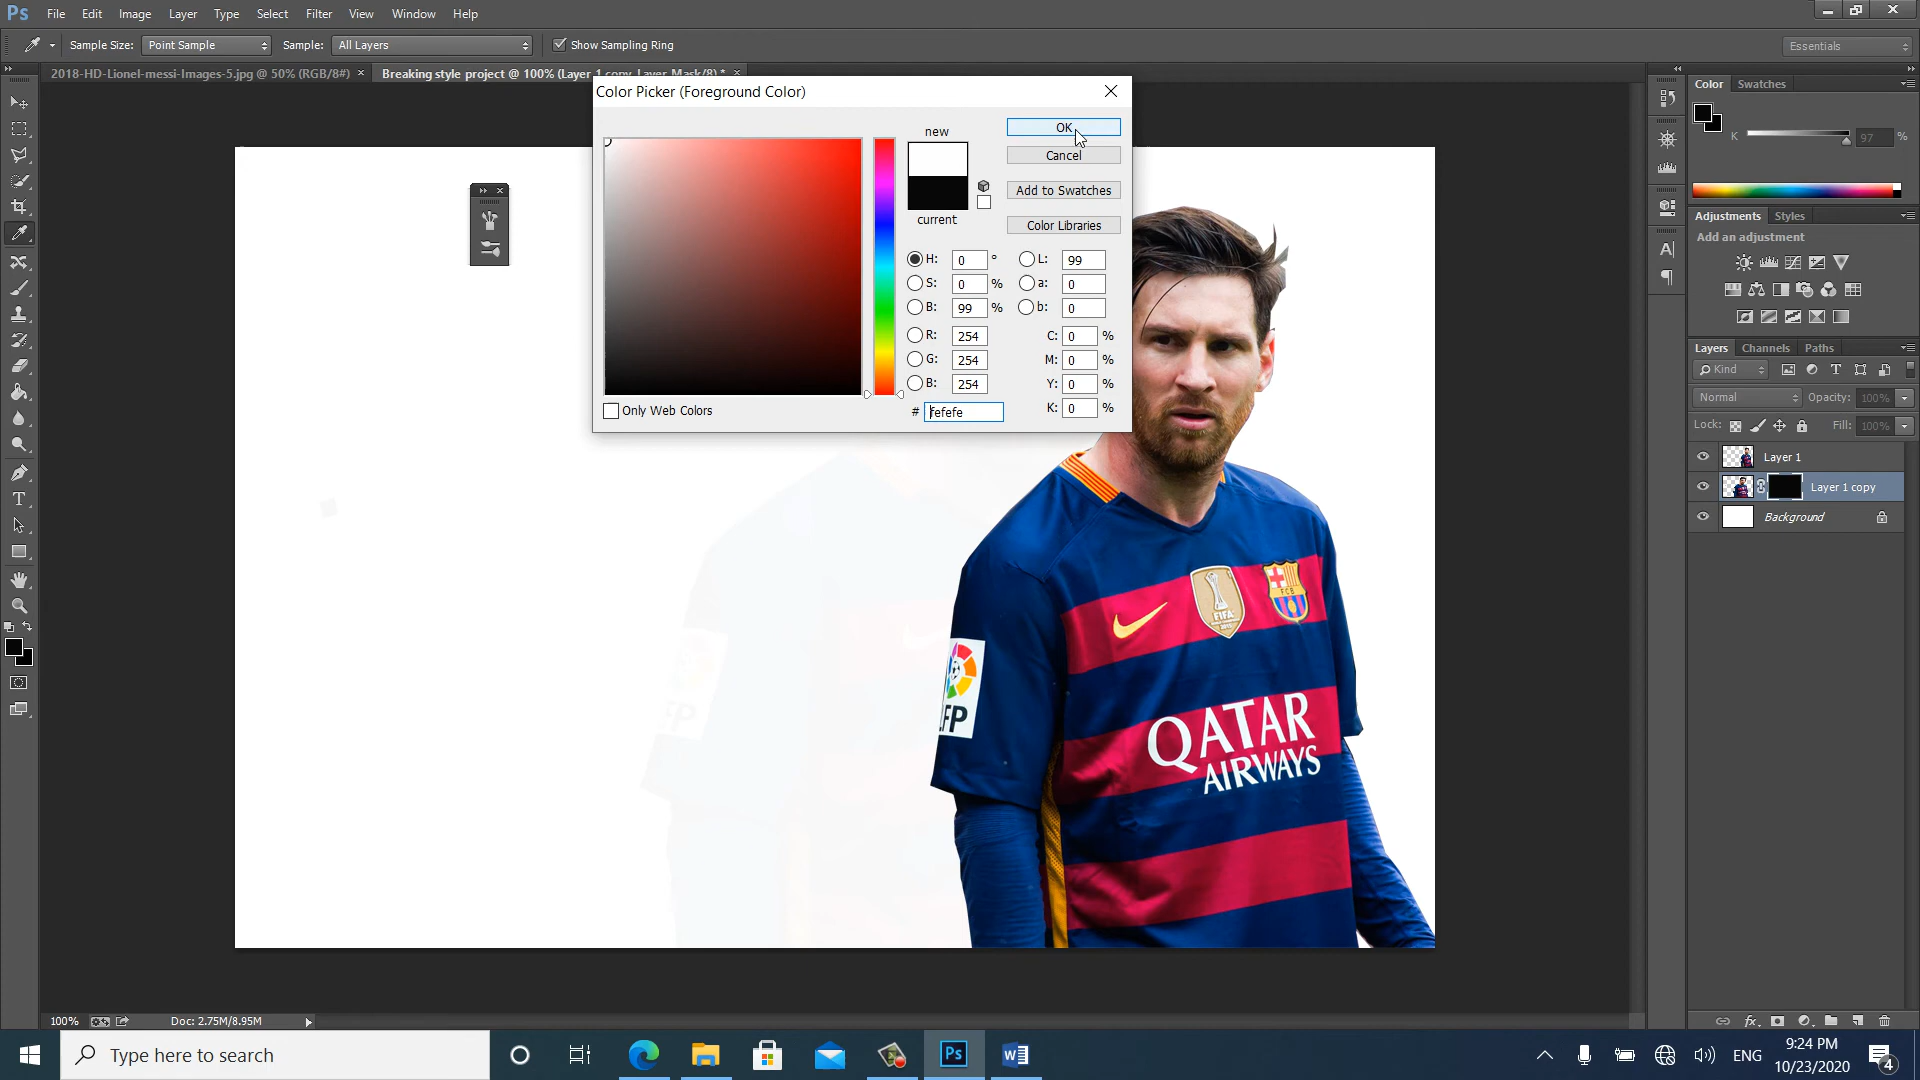 Ps File Edit Image Layer Type Select Filter View Window Help
Sample Size: Point Sample Sample: All Layers Show Sampling Ring Essentials
2018-HD-Lionel-messi-Images-5.jpg @ 50% (RGB/8#) × Breaking style project @ 100% (Layer 1 copy, Layer Mask/8) * ×
Color Picker (Foreground Color)
new
current
OK
Cancel
Add to Swatches
Color Libraries
H: 0 ° L: 99
S: 0 % a: 0
B: 99 % b: 0
R: 254 C: 0 %
G: 254 M: 0 %
B: 254 Y: 0 %
# fefefe K: 0 %
Only Web Colors
Color Swatches
K 97 %
Adjustments Styles
Add an adjustment
Layers Channels Paths
Kind
Normal Opacity: 100%
Lock: Fill: 100%
Layer 1
Layer 1 copy
Background
FCB
FIFA
FP
QATAR
AIRWAYS
FP
100% Doc: 2.75M/8.95M
Type here to search
Ps
ENG
9:24 PM
10/23/2020
4